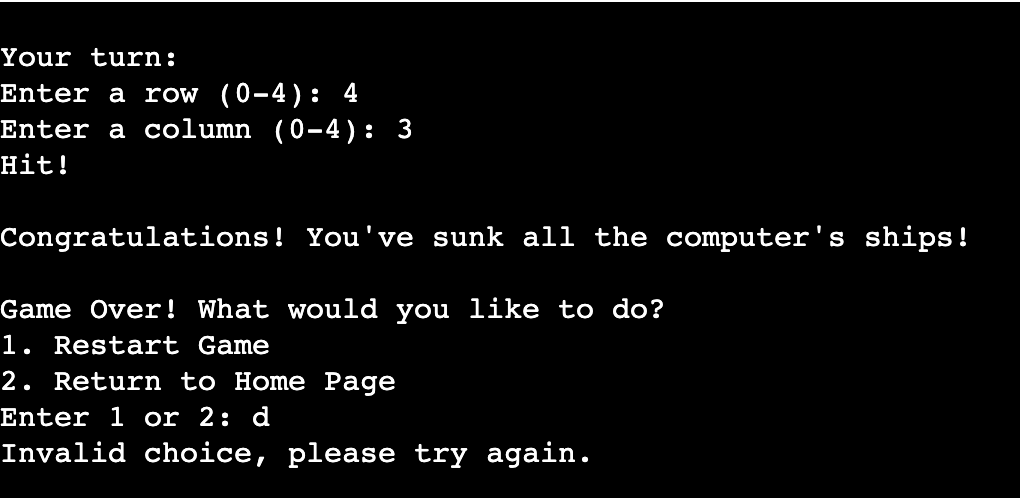 Your turn:
Enter a row (0-4): 4
Enter a column (0-4): 3
Hit!
Congratulations! You've sunk all the computer's ships!
Game Over! What would you like to do?
1. Restart Game
2. Return to Home Page
Enter 1 or 2: d
Invalid choice, please try again.